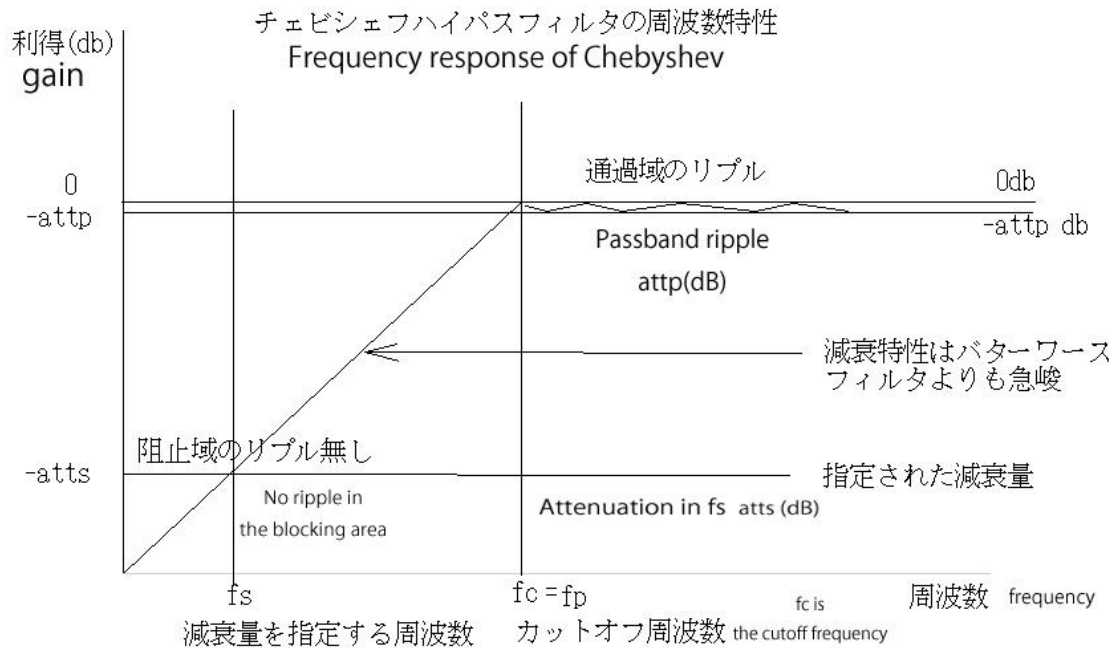 チェビシェフハイパスフィルタの周波数特性
Frequency response of Chebyshev
利得(db)
gain
通過域のリプル
0
0db
-attp
-attp db
Passband ripple
attp(dB)
減衰特性はバターワース
フィルタよりも急峻
阻止域のリプル無し
-atts
指定された減衰量
No ripple in
the blocking area
Attenuation in fs atts (dB)
fs
fc = fp
fc is
the cutoff frequency
周波数 frequency
減衰量を指定する周波数
カットオフ周波数